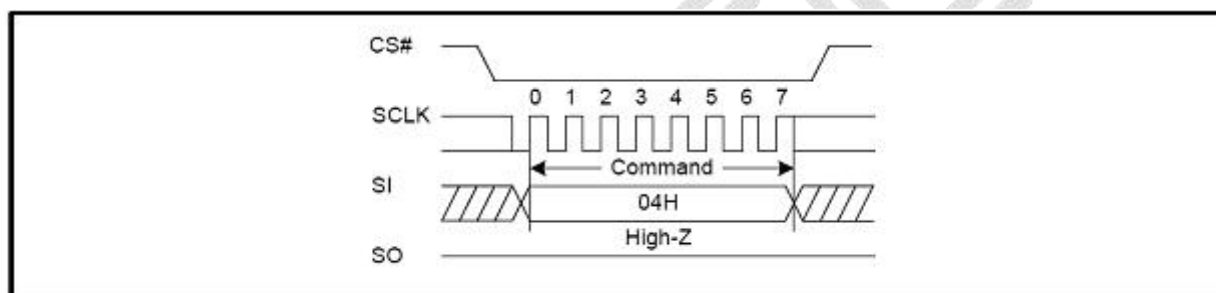 CS#
0 1 2 3 4 5 6 7
SCLK
Command
SI
04H
High-Z
SO